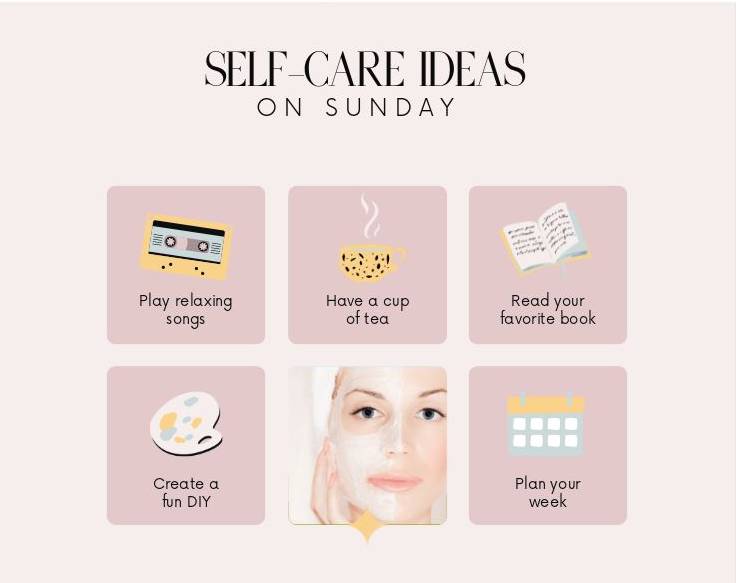 SELF-CARE IDEAS
ON SUNDAY
Play relaxing
songs
Have a cup
of tea
Read your
favorite book
Create a
fun DIY
Plan your
week